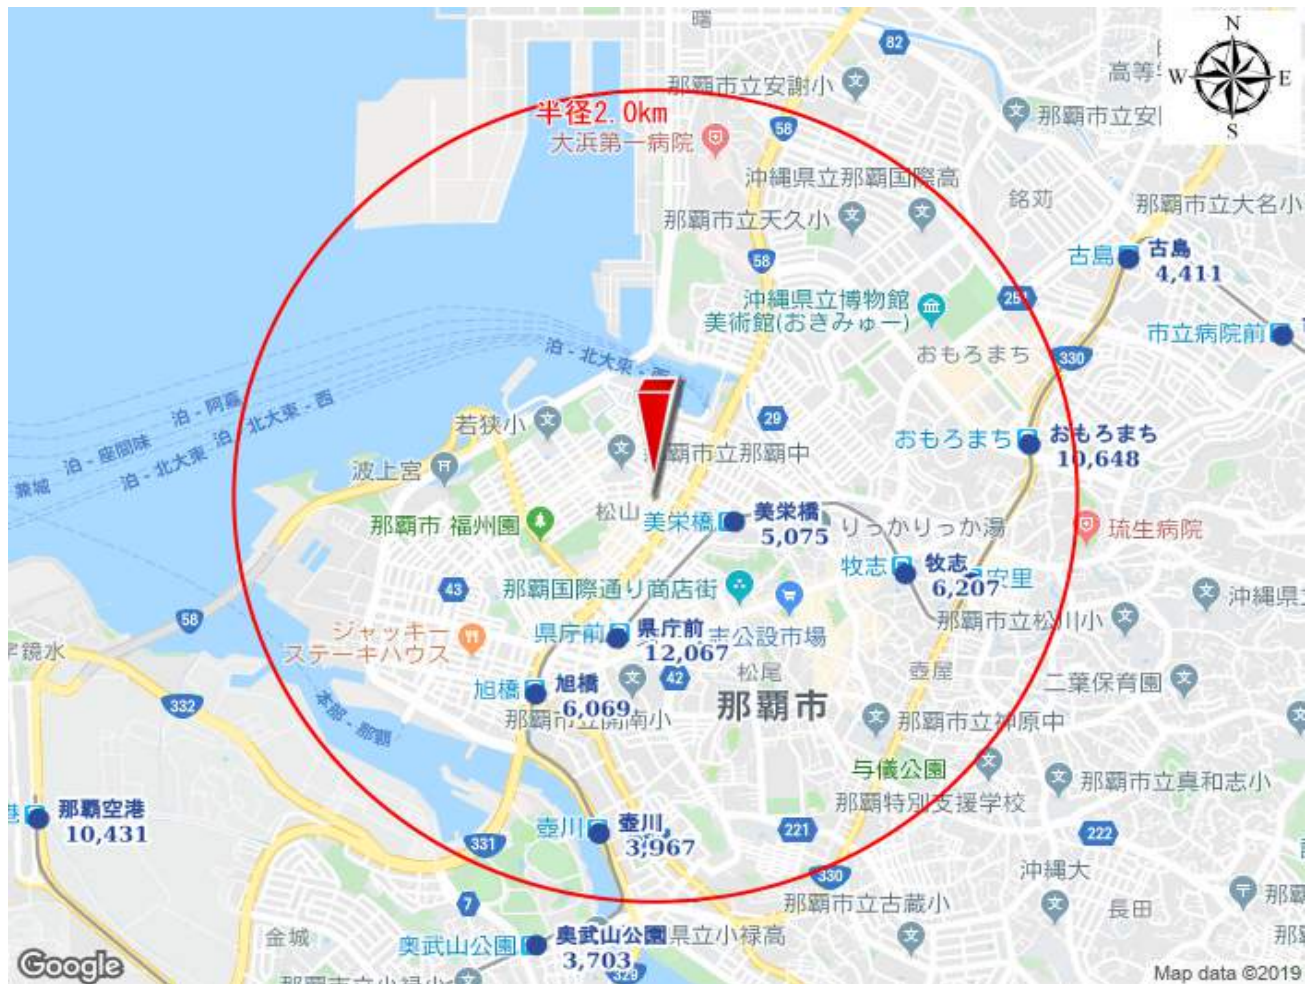 曙
N
W
E
S
82
那覇市立安謝小
半径2.0km
58
大浜第一病院
沖縄県立那覇国際高
銘苅
那覇市立大名小
那覇市立天久小
古島
古島
4,411
58
沖縄県立博物館
美術館(おきみゅー)
251
市立病院前
おもろまち
330
泊-北大東-西
泊-阿嘉
泊-座間味
泊-北大東
泊-北大東-西
兼城
若狭小
29
おもろまち
おもろまち
10,648
那覇市立那覇中
波上宮
松山
美栄橋
美栄橋
5,075
那覇市 福州園
りっかりっか湯
琉生病院
牧志
牧志
6,207
安里
43
那覇国際通り商店街
58
那覇市立松川小
ジャッキー
ステーキハウス
県庁前
県庁前
12,067
公設市場
松尾
42
壺屋
二葉保育園
旭橋
旭橋
6,069
那覇市
332
本部-那覇
那覇市立神原中
与儀公園
那覇市立真和志小
那覇空港
10,431
那覇特別支援学校
壺川
壺川
3,967
331
221
222
330
沖縄大
那覇市立古蔵小
長田
7
金城
奥武山公園
奥武山公園
3,703
県立小禄高
329
Google
Map data ©2019